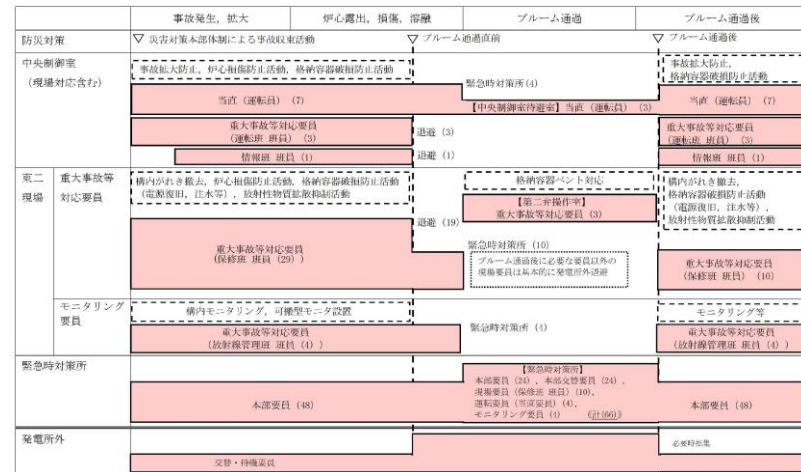 事故発生，拡大 炉心露出，損傷，溶融 プルーム通過 プルーム通過後
防災対策 ▽ 災害対策本部体制による事故収束活動 ▽ プルーム通過直前 ▽ プルーム通過後
中央制御室
（現場対応含む）
事故拡大防止，炉心損傷防止活動，格納容器破損防止活動
緊急時対策所(4)
事故拡大防止，
格納容器破損防止活動
当直（運転員）（7）
【中央制御室待避室】当直（運転員）（3）
当直（運転員）（7）
重大事故等対応要員
（運転班 班員）（3）
退避（3）
重大事故等対応要員
（運転班 班員）（3）
情報班 班員（1）
退避（1）
情報班 班員（1）
東二
現場
重大事故等
対応要員
構内がれき撤去，炉心損傷防止活動，格納容器破損防止活動
（電源復旧，注水等），放射性物質拡散抑制活動
格納容器ベント対応
構内がれき撤去，
格納容器破損防止活動
（電源復旧，注水等），
放射性物質拡散抑制
活動
【第二弁操作室】
重大事故等対応要員（3）
退避（19）
重大事故等対応要員
(保修班 班員（29））
緊急時対策所（10）
プルーム通過後に必要な要員以外の
現場要員は基本的に発電所外退避
重大事故等対応要員
（保修班 班員）（10）
モニタリング
要員
構内モニタリング，可搬型モニタ設置
モニタリング等
重大事故等対応要員
（放射線管理班 班員（4））
緊急時対策所（4）
重大事故等対応要員
（放射線管理班 班員（4））
緊急時対策所
本部要員（48）
【緊急時対策所】
本部要員（24），本部交替要員（24），
現場要員（保修班 班員）（10），
運転要員（当直要員）（4），
モニタリング要員（4） 《計(66)》
本部要員（48）
発電所外
必要時招集
交替・待機要員